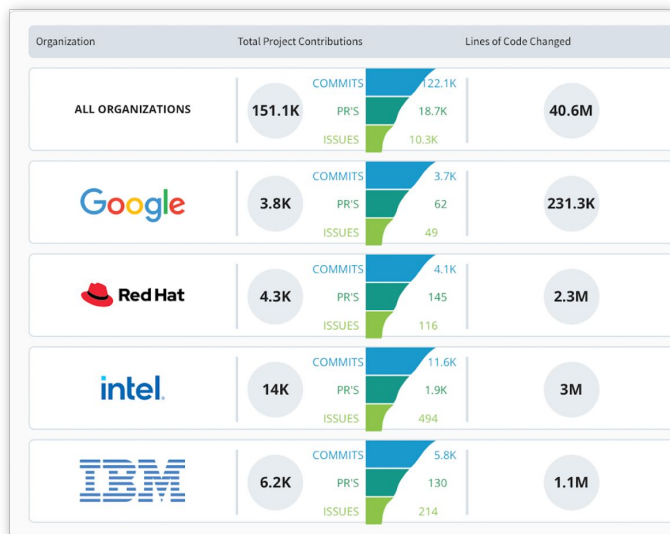 Organization Total Project Contributions Lines of Code Changed
COMMITS 122.1K
ALL ORGANIZATIONS 151.1K PR'S 18.7K 40.6M
ISSUES 10.3K
COMMITS 3.7K
Google 3.8K PR'S 62 231.3K
ISSUES 49
COMMITS 4.1K
Red Hat 4.3K PR'S 145 2.3M
ISSUES 116
COMMITS 11.6K
intel. 14K PR'S 1.9K 3M
ISSUES 494
COMMITS 5.8K
IBM 6.2K PR'S 130 1.1M
ISSUES 214